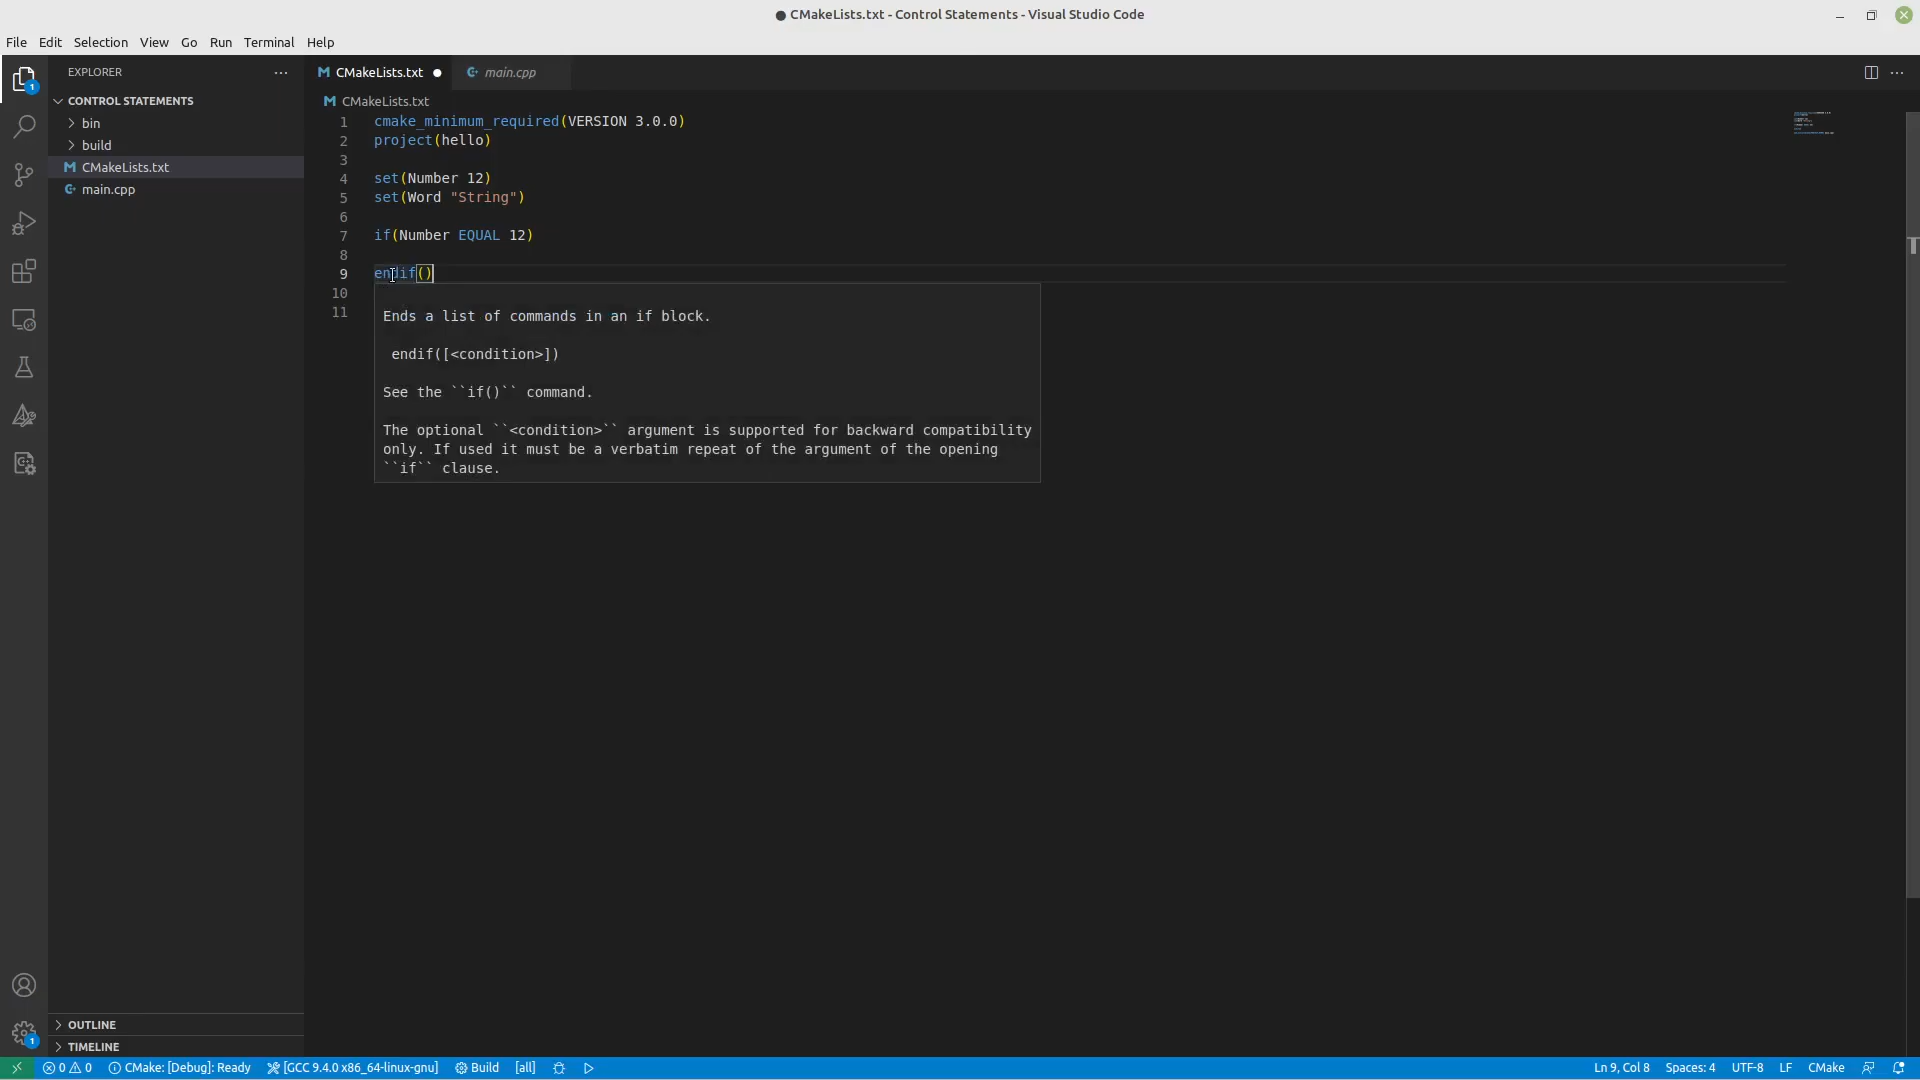 CMakeLists.txt - Control Statements - Visual Studio Code
File Edit Selection View Go Run Terminal Help
EXPLORER
CMakeLists.txt
main.cpp
CONTROL STATEMENTS
bin
build
CMakeLists.txt
main.cpp
CMakeLists.txt
1 cmake_minimum_required(VERSION 3.0.0)
2 project(hello)
3
4 set(Number 12)
5 set(Word "String")
6
7 if(Number EQUAL 12)
8
9 endif()
10
11
Ends a list of commands in an if block.
endif([<condition>])
See the ``if()`` command.
The optional ``<condition>`` argument is supported for backward compatibility
only. If used it must be a verbatim repeat of the argument of the opening
``if`` clause.
1
1
OUTLINE
TIMELINE
0 0 CMake: [Debug]: Ready [GCC 9.4.0 x86_64-linux-gnu] Build [all] Ln 9, Col 8 Spaces: 4 UTF-8 LF CMake